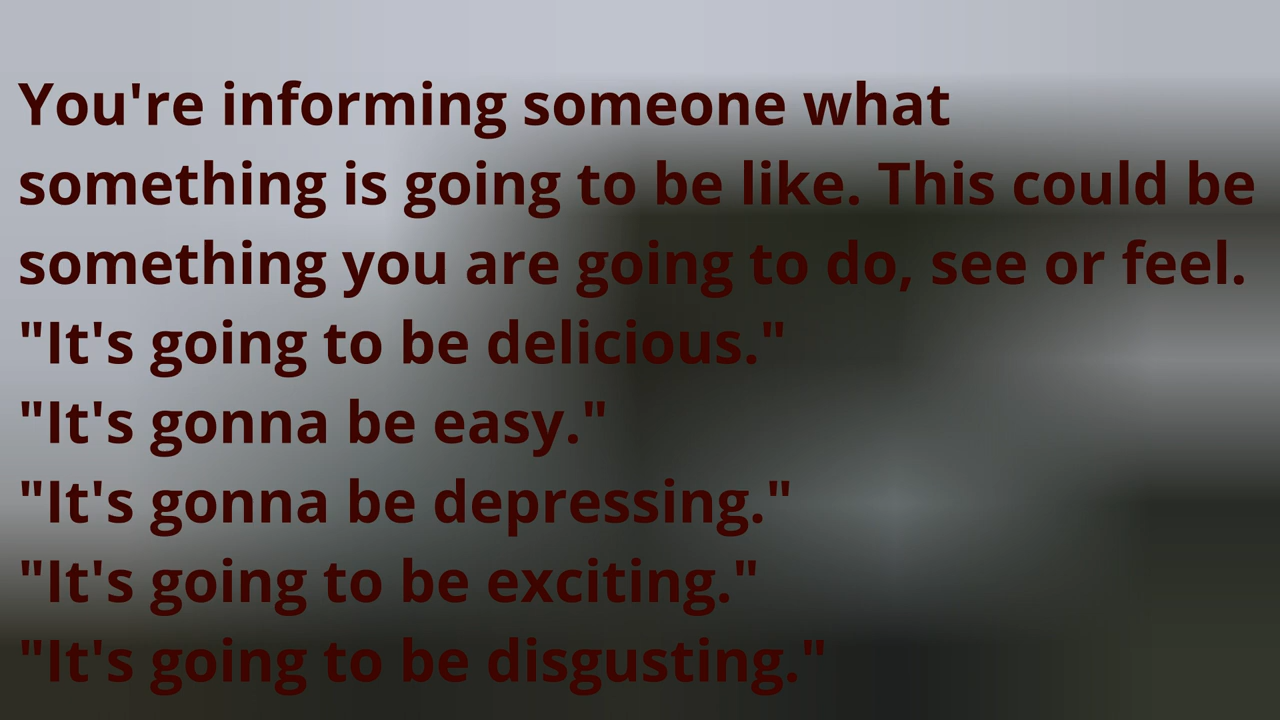 You're informing someone what
something is going to be like. This could be
something you are going to do, see or feel.
"It's going to be delicious."
"It's gonna be easy."
"It's gonna be depressing."
"It's going to be exciting."
"It's going to be disgusting."